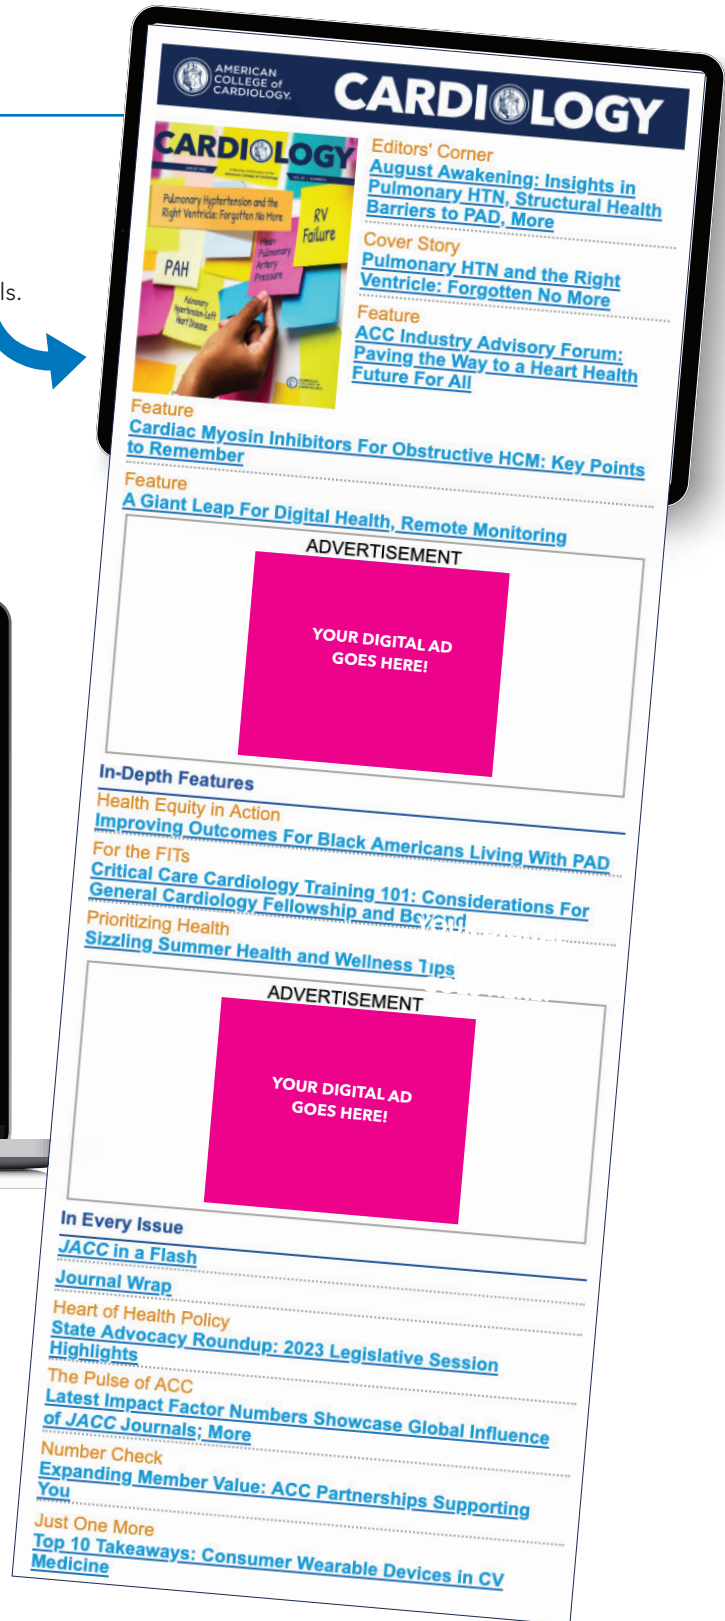 ls.
AMERICAN
COLLEGE of
CARDIOLOGY.
CARDIOLOGY
CARDIOLOGY
Pulmonary Hyptertension and the
Right Ventricle: Forgotten No More
RV
Failure
Mean
Pulmonary
Artery
Pressure
PAH
Pulmonary
Hypertension-Left
Heart Disease
Editors' Corner
August Awakening: Insights in
Pulmonary HTN, Structural Health
Barriers to PAD, More
Cover Story
Pulmonary HTN and the Right
Ventricle: Forgotten No More
Feature
ACC Industry Advisory Forum:
Paving the Way to a Heart Health
Future For All
Feature
Cardiac Myosin Inhibitors For Obstructive HCM: Key Points
to Remember
Feature
A Giant Leap For Digital Health, Remote Monitoring
ADVERTISEMENT
YOUR DIGITAL AD
GOES HERE!
In-Depth Features
Health Equity in Action
Improving Outcomes For Black Americans Living With PAD
For the FITs
Critical Care Cardiology Training 101: Considerations For
General Cardiology Fellowship and Beyond
Prioritizing Health
Sizzling Summer Health and Wellness Tips
ADVERTISEMENT
YOUR DIGITAL AD
GOES HERE!
In Every Issue
JACC in a Flash
Journal Wrap
Heart of Health Policy
State Advocacy Roundup: 2023 Legislative Session
Highlights
The Pulse of ACC
Latest Impact Factor Numbers Showcase Global Influence
of JACC Journals; More
Number Check
Expanding Member Value: ACC Partnerships Supporting
You
Just One More
Top 10 Takeaways: Consumer Wearable Devices in CV
Medicine